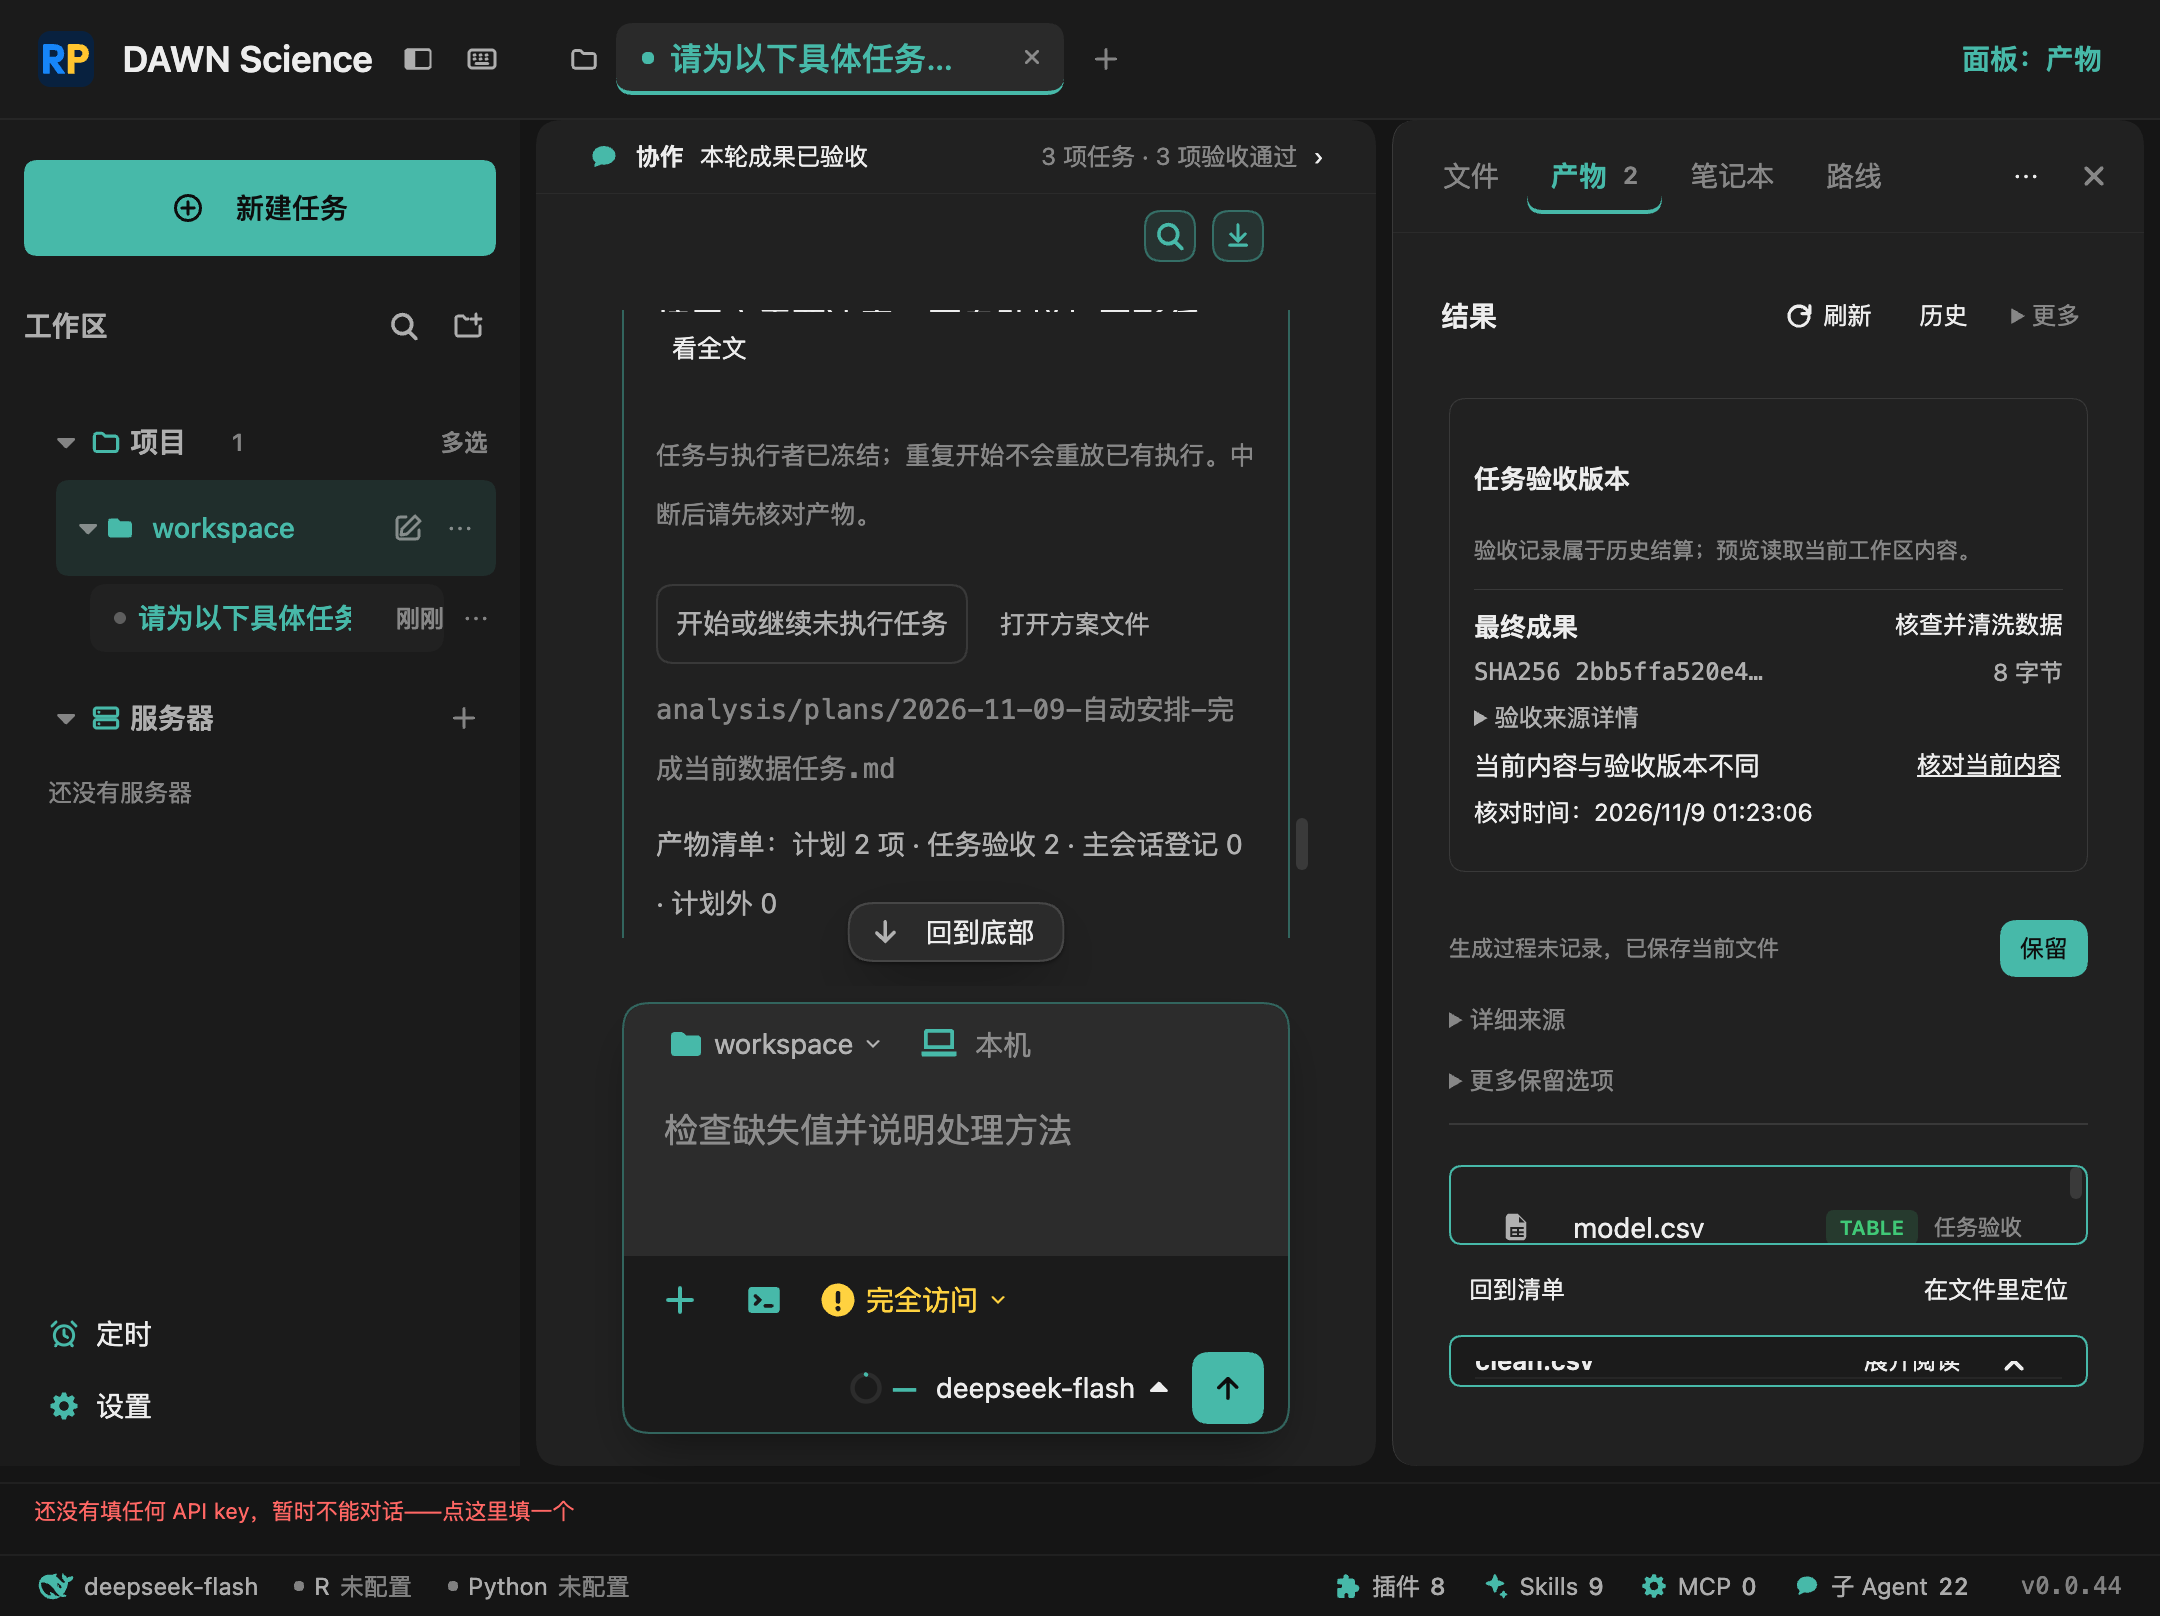 RP DAWN Science
请为以下具体任务...
面板：产物
新建任务
工作区
项目 1 多选
workspace
请为以下具体任务 刚刚
服务器
还没有服务器
定时
设置
协作 本轮成果已验收 3 项任务 · 3 项验收通过
看全文
任务与执行者已冻结；重复开始不会重放已有执行。中
断后请先核对产物。
开始或继续未执行任务 打开方案文件
analysis/plans/2026-11-09-自动安排-完
成当前数据任务.md
产物清单：计划 2 项 · 任务验收 2 · 主会话登记 0
· 计划外 0
回到底部
workspace 本机
检查缺失值并说明处理方法
完全访问
deepseek-flash
文件 产物 2 笔记本 路线
结果 刷新 历史 更多
任务验收版本
验收记录属于历史结算；预览读取当前工作区内容。
最终成果 核查并清洗数据
SHA256 2bb5ffa520e4… 8 字节
验收来源详情
当前内容与验收版本不同 核对当前内容
核对时间：2026/11/9 01:23:06
生成过程未记录，已保存当前文件 保留
详细来源
更多保留选项
model.csv TABLE 任务验收
回到清单 在文件里定位
clean.csv 展开阅读
还没有填任何 API key，暂时不能对话——点这里填一个
deepseek-flash R 未配置 Python 未配置
插件 8 Skills 9 MCP 0 子 Agent 22 v0.0.44